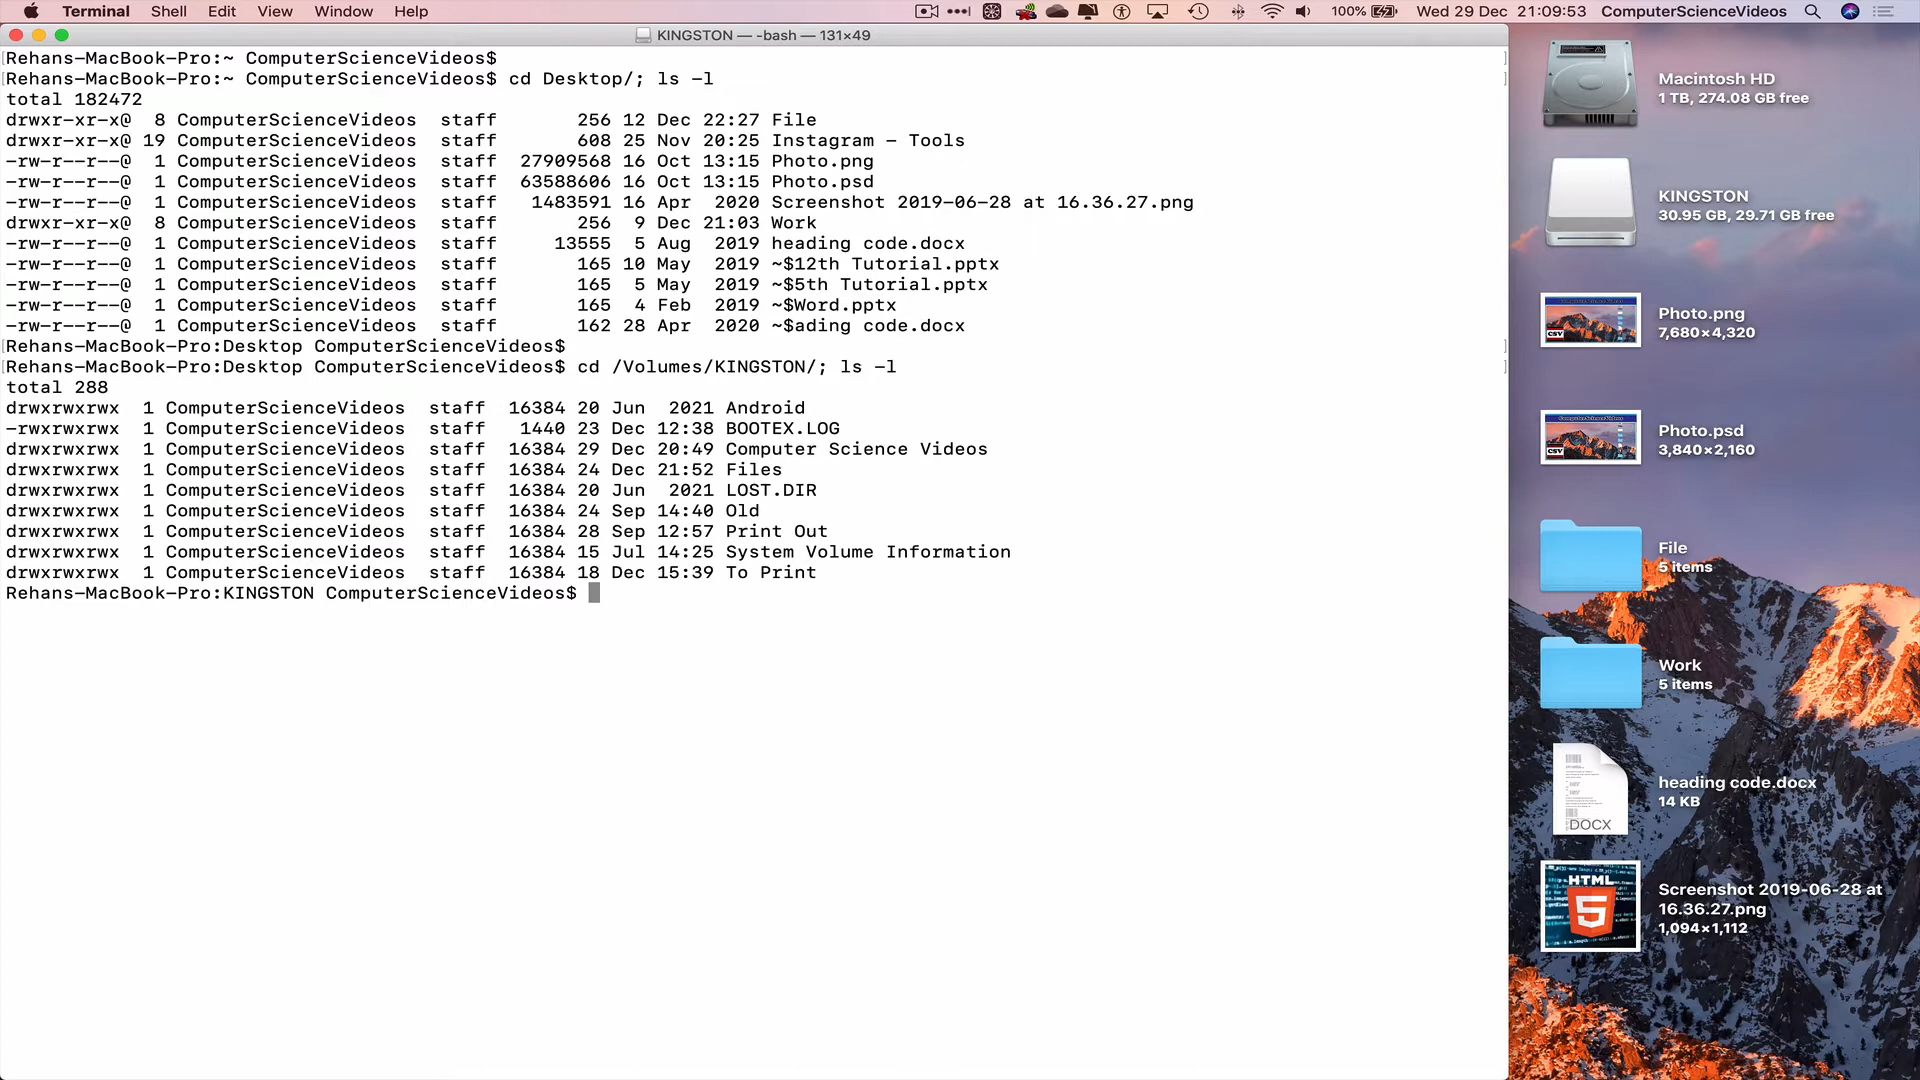 Terminal Shell Edit View Window Help 100% Wed 29 Dec 21:09:53 ComputerScienceVideos
KINGSTON — -bash — 131×49
Rehans-MacBook-Pro:~ ComputerScienceVideos$
Rehans-MacBook-Pro:~ ComputerScienceVideos$ cd Desktop/; ls -l
total 182472
drwxr-xr-x@  8 ComputerScienceVideos  staff       256 12 Dec 22:27 File
drwxr-xr-x@ 19 ComputerScienceVideos  staff       608 25 Nov 20:25 Instagram - Tools
-rw-r--r--@  1 ComputerScienceVideos  staff  27909568 16 Oct 13:15 Photo.png
-rw-r--r--@  1 ComputerScienceVideos  staff  63588606 16 Oct 13:15 Photo.psd
-rw-r--r--@  1 ComputerScienceVideos  staff   1483591 16 Apr  2020 Screenshot 2019-06-28 at 16.36.27.png
drwxr-xr-x@  8 ComputerScienceVideos  staff       256  9 Dec 21:03 Work
-rw-r--r--@  1 ComputerScienceVideos  staff     13555  5 Aug  2019 heading code.docx
-rw-r--r--@  1 ComputerScienceVideos  staff       165 10 May  2019 ~$12th Tutorial.pptx
-rw-r--r--@  1 ComputerScienceVideos  staff       165  5 May  2019 ~$5th Tutorial.pptx
-rw-r--r--@  1 ComputerScienceVideos  staff       165  4 Feb  2019 ~$Word.pptx
-rw-r--r--@  1 ComputerScienceVideos  staff       162 28 Apr  2020 ~$ading code.docx
Rehans-MacBook-Pro:Desktop ComputerScienceVideos$
Rehans-MacBook-Pro:Desktop ComputerScienceVideos$ cd /Volumes/KINGSTON/; ls -l
total 288
drwxrwxrwx  1 ComputerScienceVideos  staff  16384 20 Jun  2021 Android
-rwxrwxrwx  1 ComputerScienceVideos  staff   1440 23 Dec 12:38 BOOTEX.LOG
drwxrwxrwx  1 ComputerScienceVideos  staff  16384 29 Dec 20:49 Computer Science Videos
drwxrwxrwx  1 ComputerScienceVideos  staff  16384 24 Dec 21:52 Files
drwxrwxrwx  1 ComputerScienceVideos  staff  16384 20 Jun  2021 LOST.DIR
drwxrwxrwx  1 ComputerScienceVideos  staff  16384 24 Sep 14:40 Old
drwxrwxrwx  1 ComputerScienceVideos  staff  16384 28 Sep 12:57 Print Out
drwxrwxrwx  1 ComputerScienceVideos  staff  16384 15 Jul 14:25 System Volume Information
drwxrwxrwx  1 ComputerScienceVideos  staff  16384 18 Dec 15:39 To Print
Rehans-MacBook-Pro:KINGSTON ComputerScienceVideos$
Macintosh HD
1 TB, 274.08 GB free
KINGSTON
30.95 GB, 29.71 GB free
CSV
Photo.png
7,680×4,320
CSV
Photo.psd
3,840×2,160
File
5 items
Work
5 items
DOCX
heading code.docx
14 KB
HTML
5
Screenshot 2019-06-28 at
16.36.27.png
1,094×1,112